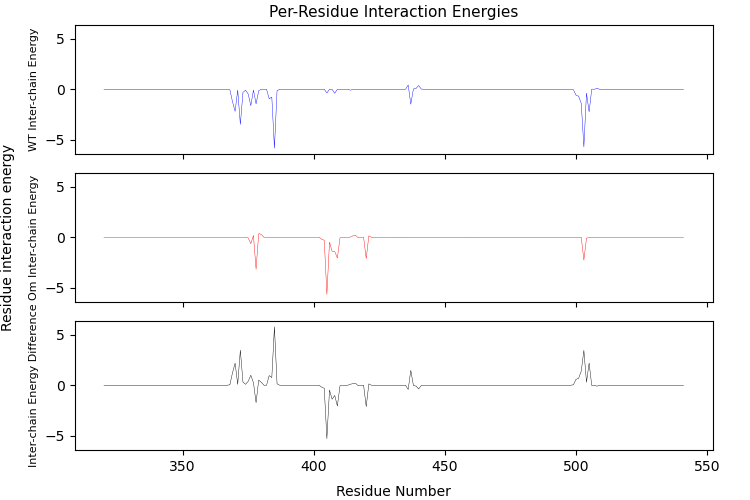 Per-Residue Interaction Energies
Residue interaction energy
WT Inter-chain Energy
5
0
−5
Om Inter-chain Energy
5
0
−5
Inter-chain Energy Difference
5
0
−5
350
400
450
500
550
Residue Number